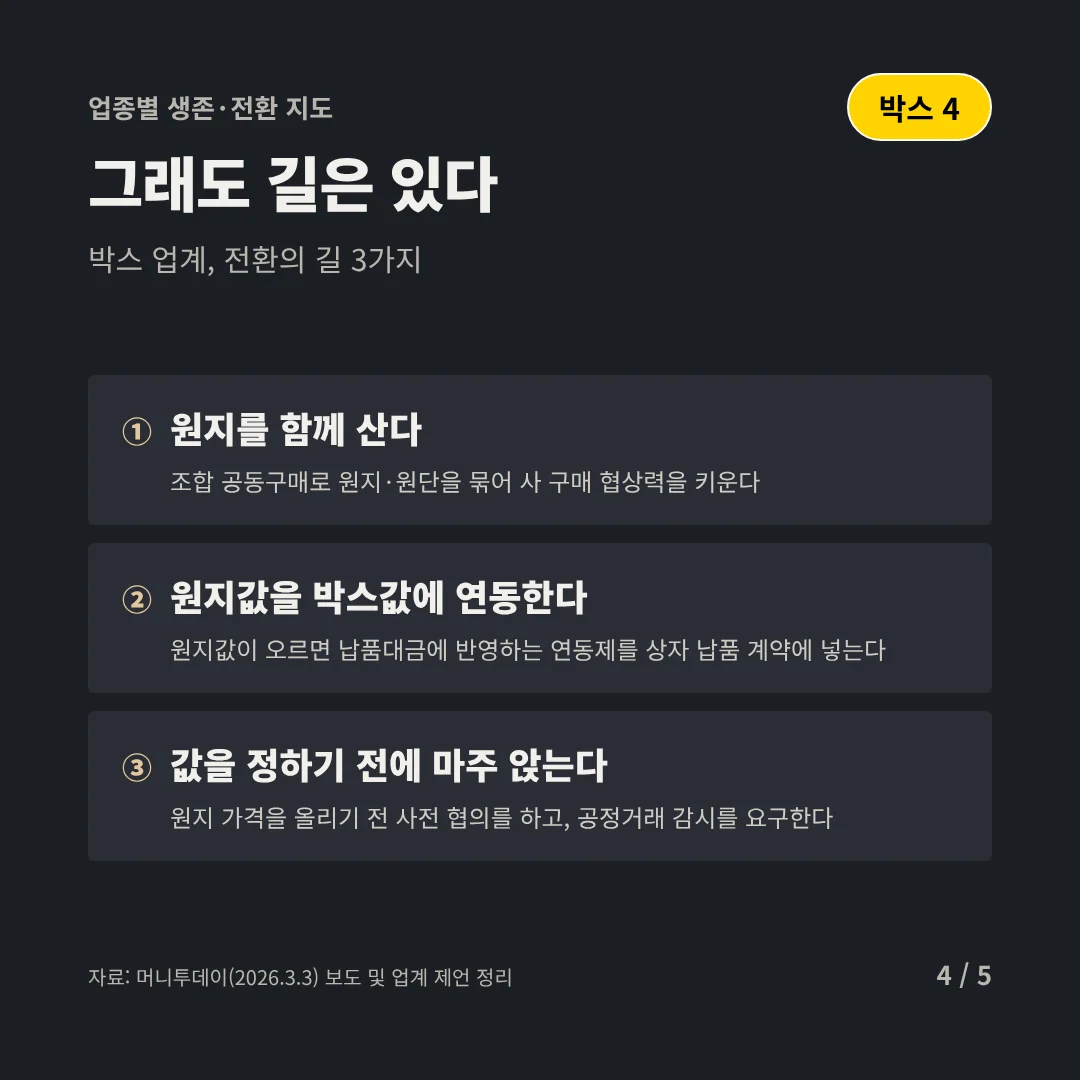 업종별 생존·전환 지도
박스 4
그래도 길은 있다
박스 업계, 전환의 길 3가지
① 원지를 함께 산다
조합 공동구매로 원지·원단을 묶어 사 구매 협상력을 키운다
② 원지값을 박스값에 연동한다
원지값이 오르면 납품대금에 반영하는 연동제를 상자 납품 계약에 넣는다
③ 값을 정하기 전에 마주 앉는다
원지 가격을 올리기 전 사전 협의를 하고, 공정거래 감시를 요구한다
자료: 머니투데이(2026.3.3) 보도 및 업계 제언 정리
4 / 5